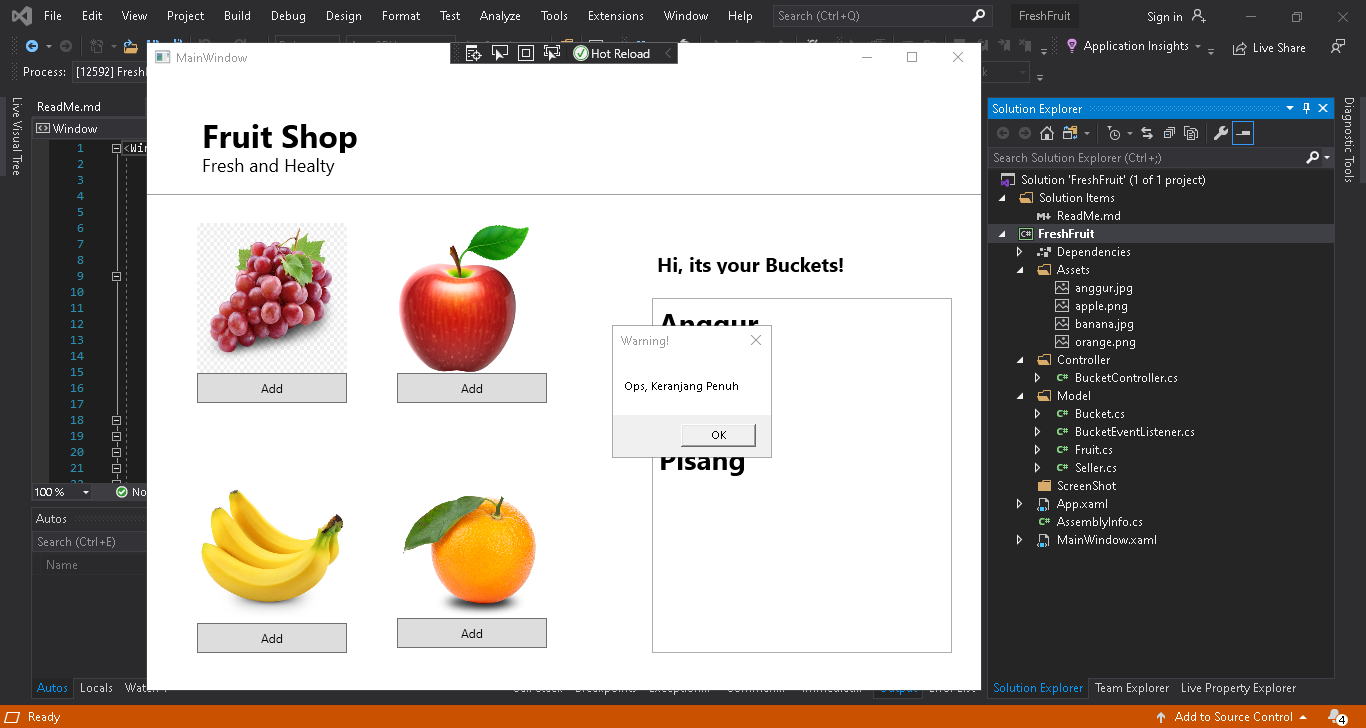 File Edit View Project Build Debug Design Format Test Analyze Tools Extensions Window Help Search (Ctrl+Q) FreshFruit Sign in
Application Insights Live Share
Process: [12592] Fresh
MainWindow
Hot Reload
Live Visual Tree
ReadMe.md
Window
1 <Win
2
3
4
5
6
7
8
9
10
11
12
13
14
15
16
17
18
19
20
21
100 % No
Autos
Search (Ctrl+E)
Name
Autos Locals Watch 1
Fruit Shop
Fresh and Healty
Add
Add
Add
Add
Hi, its your Buckets!
Anggur
Pisang
Warning!
Ops, Keranjang Penuh
OK
Output
Error List
Solution Explorer
Search Solution Explorer (Ctrl+;)
Solution 'FreshFruit' (1 of 1 project)
Solution Items
ReadMe.md
C# FreshFruit
Dependencies
Assets
anggur.jpg
apple.png
banana.jpg
orange.png
Controller
C# BucketController.cs
Model
C# Bucket.cs
C# BucketEventListener.cs
C# Fruit.cs
C# Seller.cs
ScreenShot
App.xaml
C# AssemblyInfo.cs
MainWindow.xaml
Solution Explorer Team Explorer Live Property Explorer
Diagnostic Tools
Ready
Add to Source Control 4